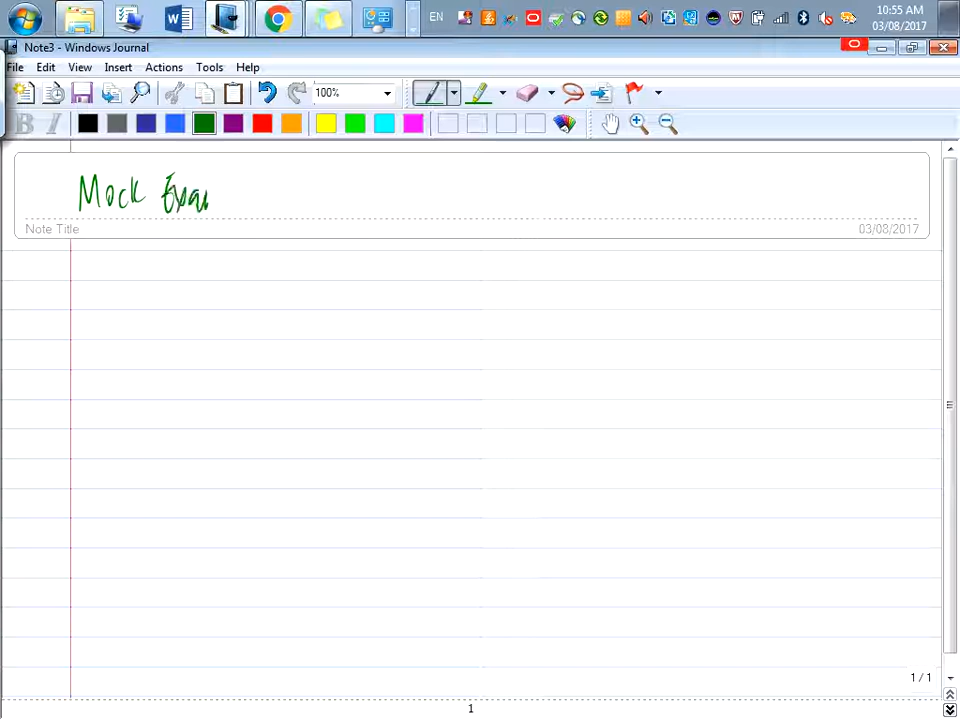 EN
10:55 AM
03/08/2017
Note3 - Windows Journal
File Edit View Insert Actions Tools Help
100%
B I
Mock Exam
Note Title 03/08/2017
1 / 1
1